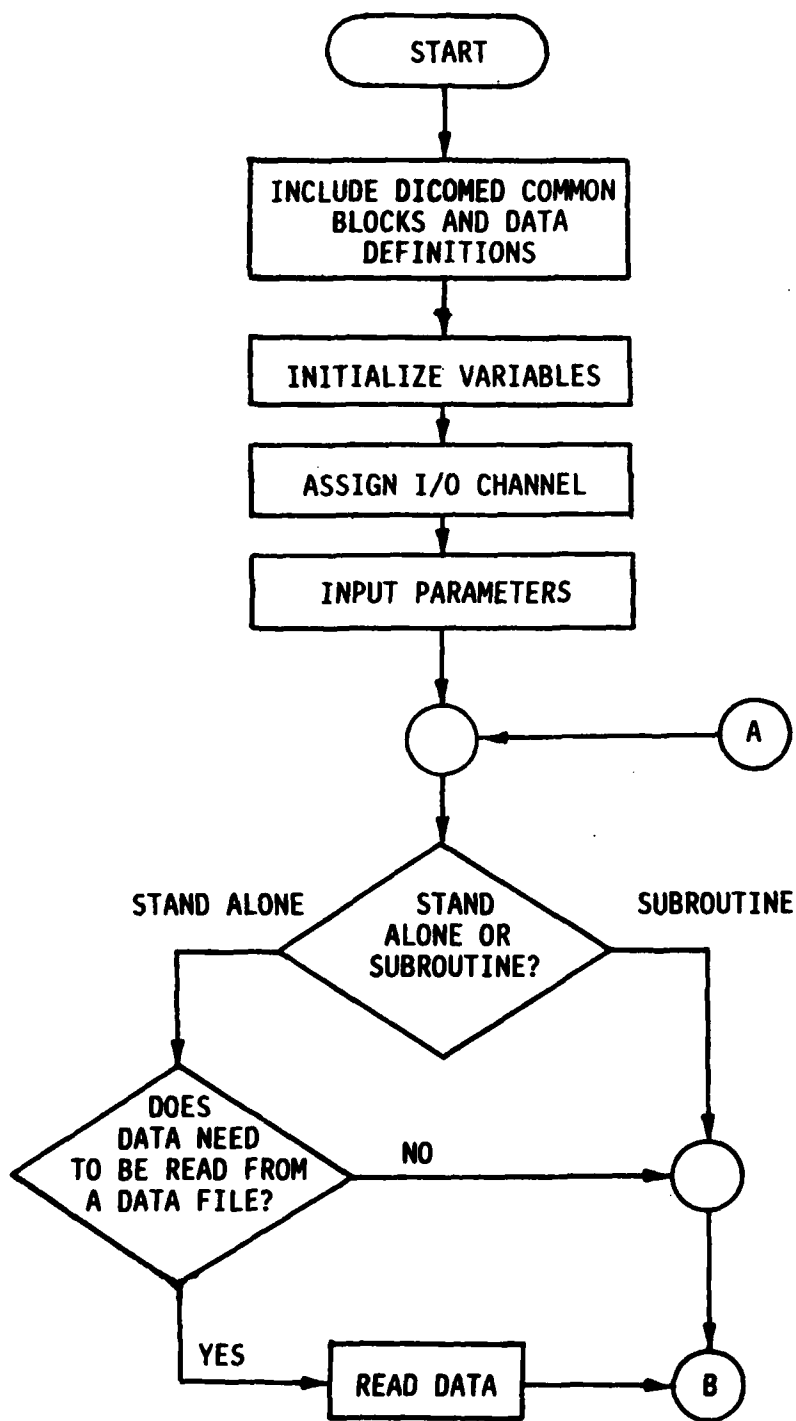 START
INCLUDE DICOMED COMMON
BLOCKS AND DATA
DEFINITIONS
INITIALIZE VARIABLES
ASSIGN I/O CHANNEL
INPUT PARAMETERS
A
STAND ALONE
STAND
ALONE OR
SUBROUTINE?
SUBROUTINE
DOES
DATA NEED
TO BE READ FROM
A DATA FILE?
NO
YES
READ DATA
B